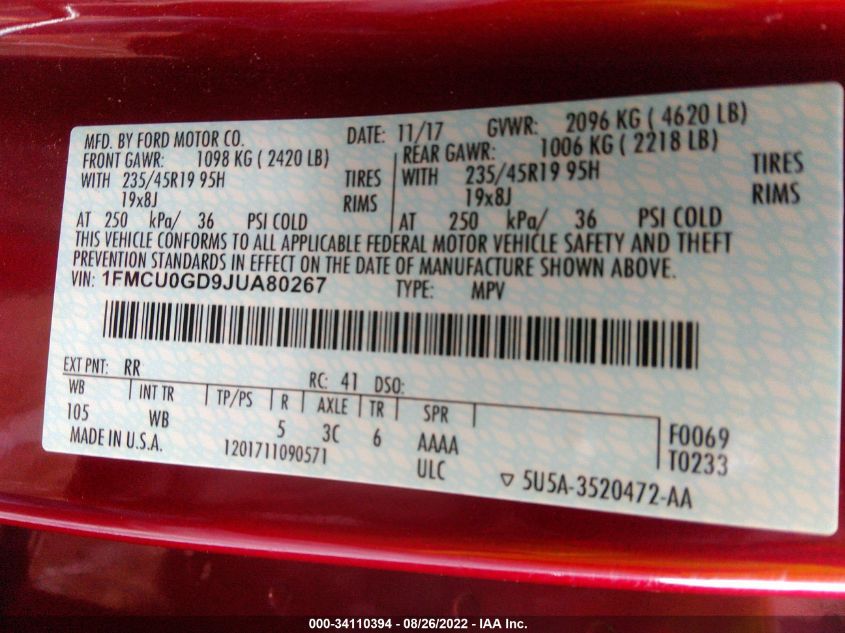 MFD. BY FORD MOTOR CO. DATE: 11/17 GVWR: 2096 KG ( 4620 LB)
FRONT GAWR: 1098 KG ( 2420 LB) REAR GAWR: 1006 KG ( 2218 LB)
WITH 235/45R19 95H TIRES WITH 235/45R19 95H TIRES
19x8J RIMS 19x8J RIMS
AT 250 kPa/ 36 PSI COLD AT 250 kPa/ 36 PSI COLD
THIS VEHICLE CONFORMS TO ALL APPLICABLE FEDERAL MOTOR VEHICLE SAFETY AND THEFT
PREVENTION STANDARDS IN EFFECT ON THE DATE OF MANUFACTURE SHOWN ABOVE.
VIN: 1FMCU0GD9JUA80267 TYPE: MPV
EXT PNT: RR RC: 41 DSO:
WB INT TR TP/PS R AXLE TR SPR
105 WB 5 3C 6 AAAA F0069
MADE IN U.S.A. 1201711090571 ULC T0233
5U5A-3520472-AA
000-34110394 - 08/26/2022 - IAA Inc.